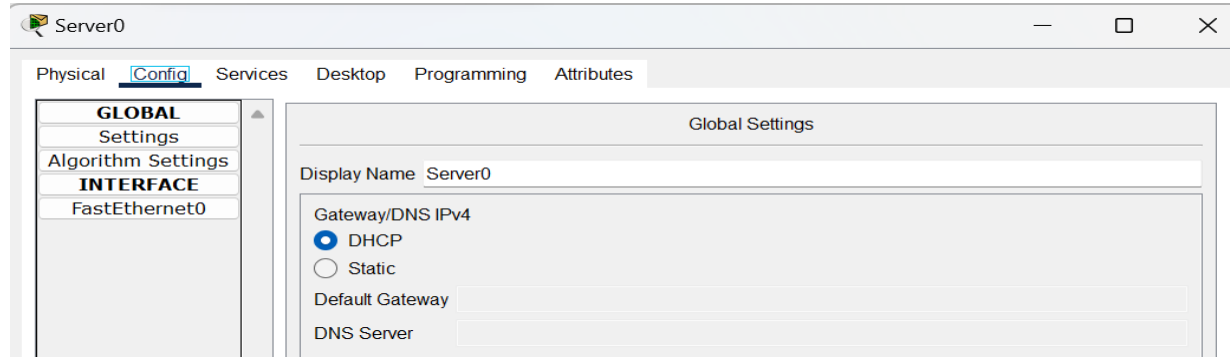 Server0
Physical Config Services Desktop Programming Attributes
GLOBAL
Settings
Algorithm Settings
INTERFACE
FastEthernet0
Global Settings
Display Name Server0
Gateway/DNS IPv4
DHCP
Static
Default Gateway
DNS Server